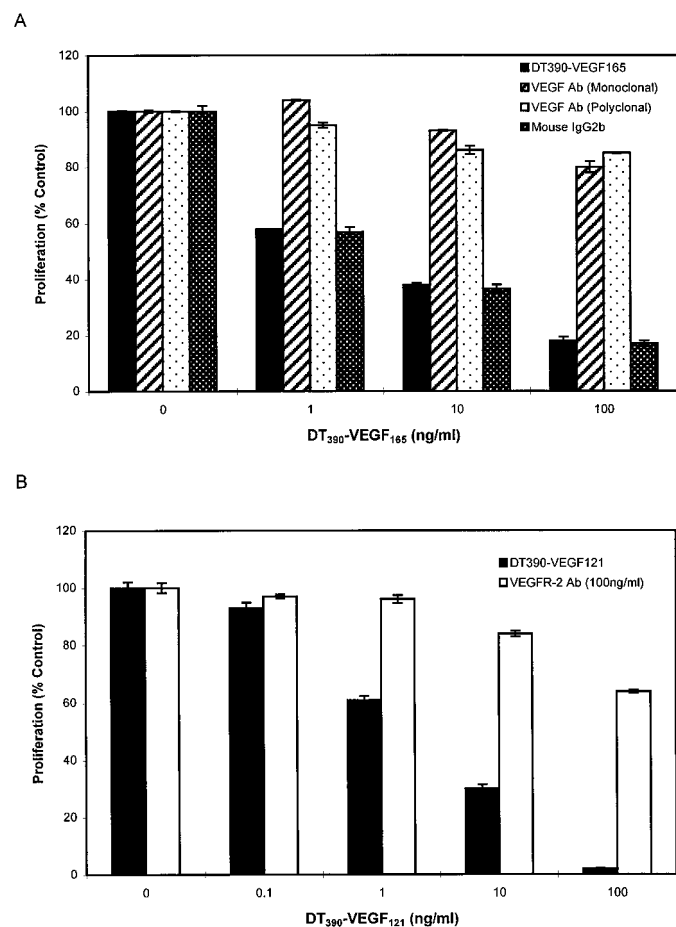 A
120
100
80
60
40
20
0
Proliferation (% Control)
DT390-VEGF165
VEGF Ab (Monoclonal)
VEGF Ab (Polyclonal)
Mouse IgG2b
0 1 10 100
DT390-VEGF165 (ng/ml)
B
120
100
80
60
40
20
0
Proliferation (% Control)
DT390-VEGF121
VEGFR-2 Ab (100ng/ml)
0 0.1 1 10 100
DT390-VEGF121 (ng/ml)